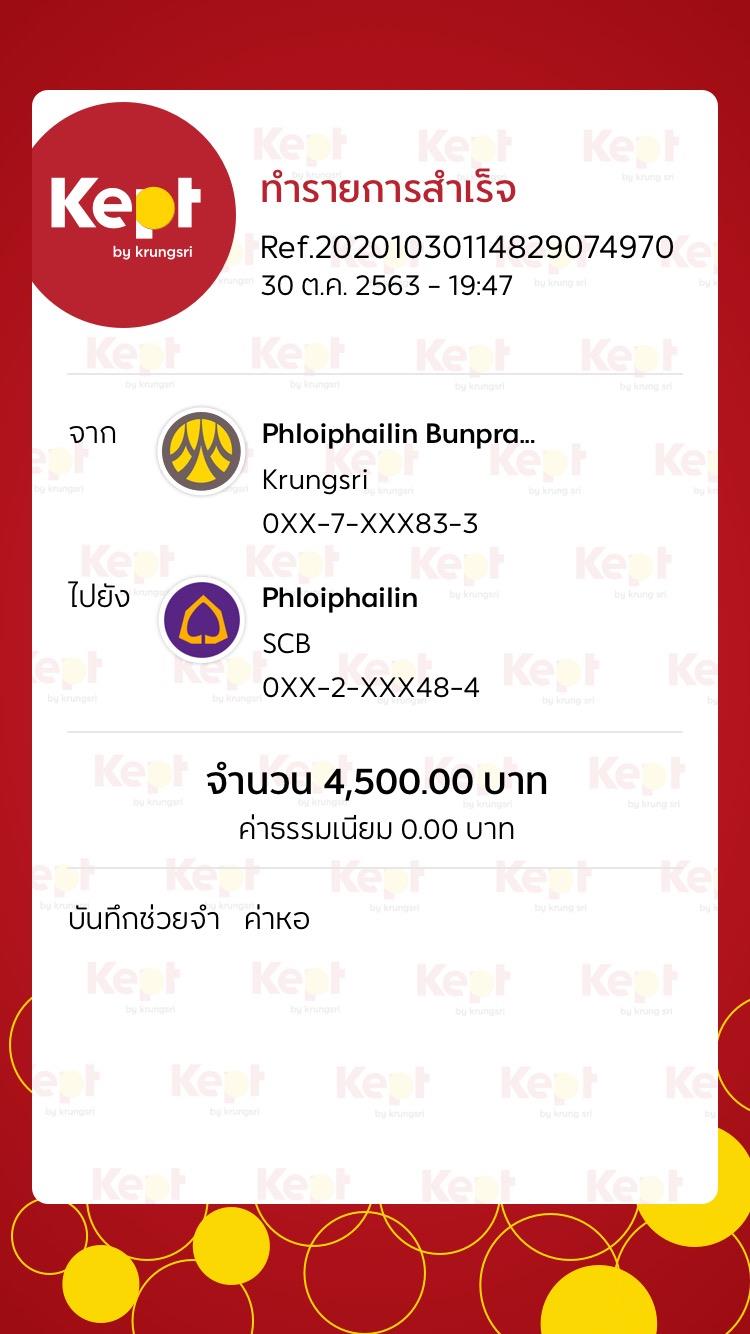 Kept
by krungsri
ทำรายการสำเร็จ
Ref.20201030114829074970
30 ต.ค. 2563 - 19:47
จาก
Phloiphailin Bunpra...
Krungsri
0XX-7-XXX83-3
ไปยัง
Phloiphailin
SCB
0XX-2-XXX48-4
จำนวน 4,500.00 บาท
ค่าธรรมเนียม 0.00 บาท
บันทึกช่วยจำ ค่าหอ